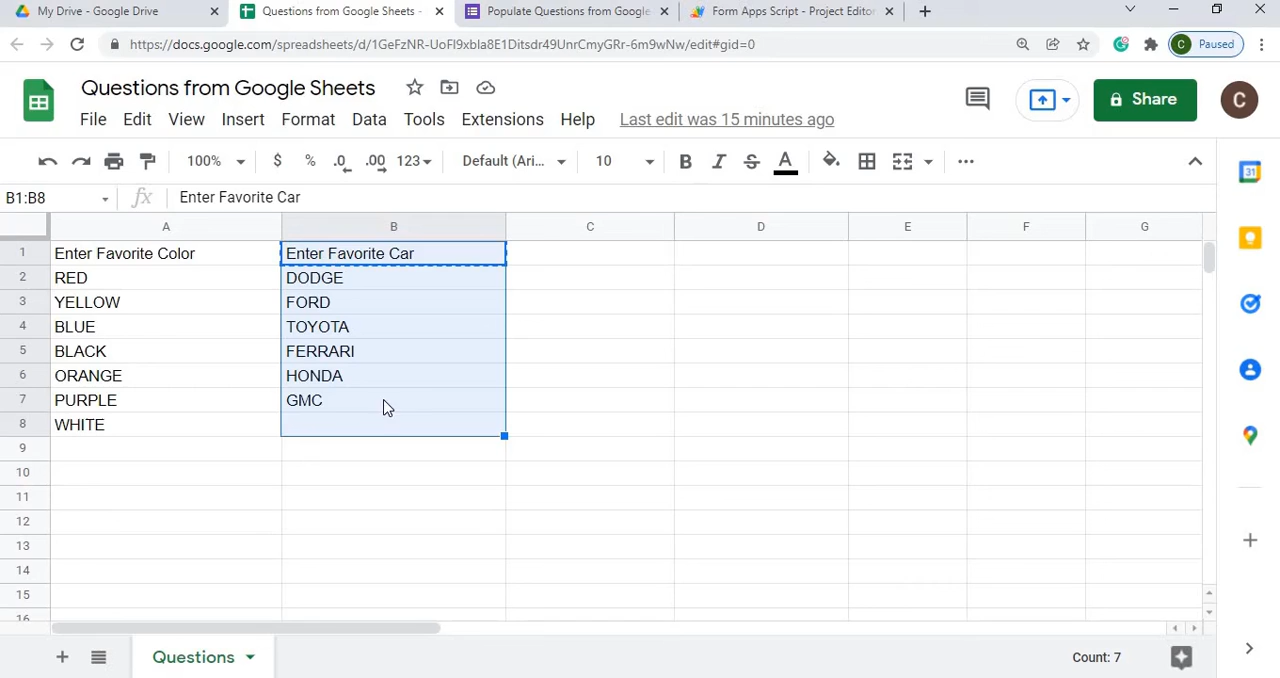 My Drive - Google Drive
Questions from Google Sheets -
Populate Questions from Google
Form Apps Script - Project Editor
https://docs.google.com/spreadsheets/d/1GeFzNR-UoFl9xbIs8E1Ditsdr49UnrCmyGRr-6m9wNw/edit#gid=0
C Paused
Questions from Google Sheets
Share
C
File Edit View Insert Format Data Tools Extensions Help Last edit was 15 minutes ago
100% $ % .0 .00 123 Default (Ari... 10 B I S A
31
B1:B8 fx Enter Favorite Car
A B C D E F G
1 Enter Favorite Color Enter Favorite Car
2 RED DODGE
3 YELLOW FORD
4 BLUE TOYOTA
5 BLACK FERRARI
6 ORANGE HONDA
7 PURPLE GMC
8 WHITE
9
10
11
12
13
14
15
16
Questions Count: 7